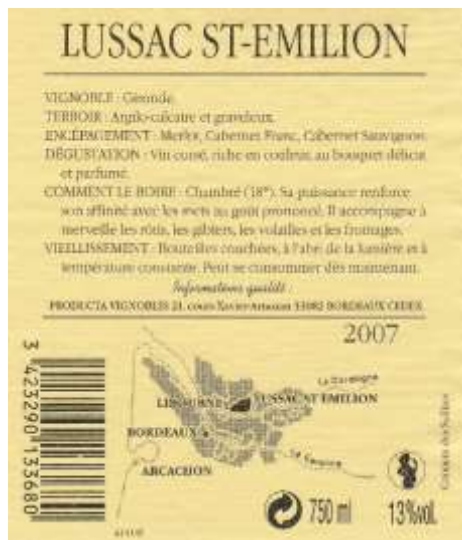 LUSSAC ST-EMILION
VIGNOBLE : Gironde.
TERROIR : Argilo-calcaire et graveleux.
ENCÉPAGEMENT : Merlot, Cabernet Franc, Cabernet Sauvignon.
DÉGUSTATION : Vin corsé, riche en couleur, au bouquet délicat
et parfumé.
COMMENT LE BOIRE : Chambré (18°). Sa puissance renforce
son affinité avec les mets au goût prononcé. Il accompagne à
merveille les rôtis, les gibiers, les volailles et les fromages.
VIEILLISSEMENT : Bouteilles couchées, à l'abri de la lumière et à
température constante. Peut se consommer dès maintenant.
Informations qualité :
PRODUCTA VIGNOBLES 21, cours Xavier-Arnozan 33082 BORDEAUX CEDEX
2007
La Dordogne
LIBOURNE
LUSSAC ST EMILION
BORDEAUX
La Garonne
ARCACHON
3 423290 133680
750 ml
13%vol.